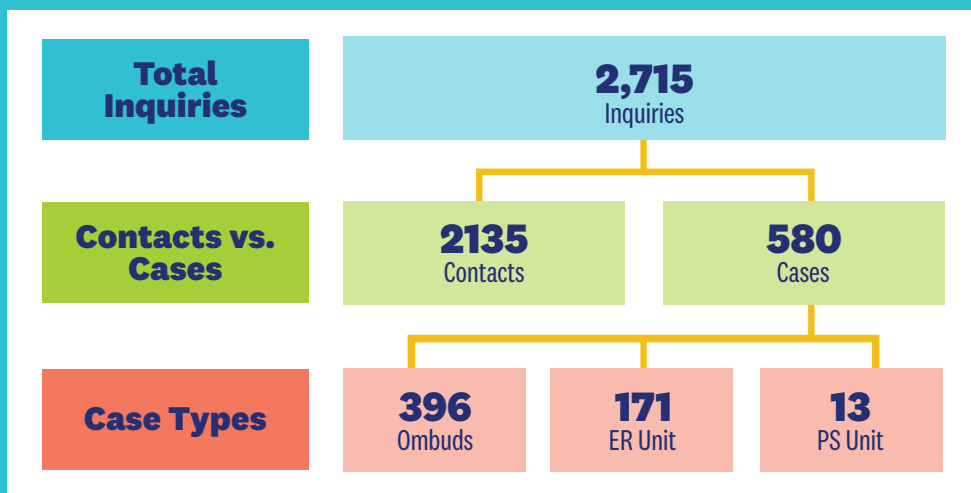 Total
Inquiries
2,715
Inquiries
Contacts vs.
Cases
2135
Contacts
580
Cases
Case Types
396
Ombuds
171
ER Unit
13
PS Unit